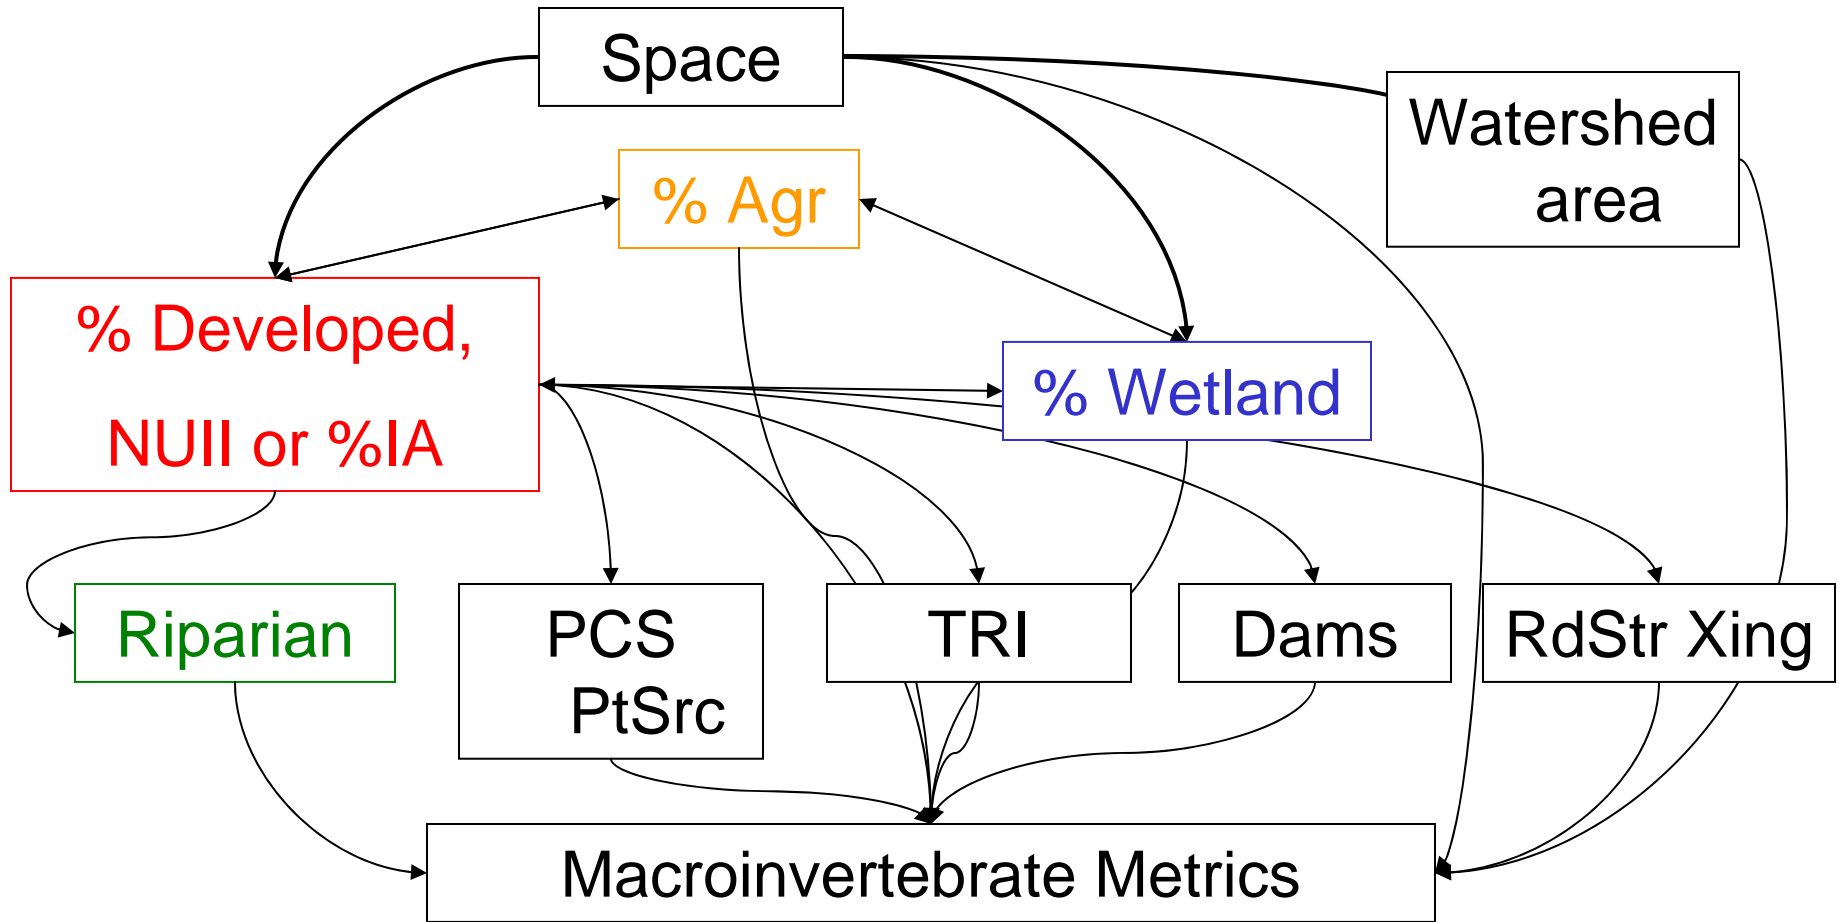 Space
Watershed
area
% Agr
% Developed,
NUII or %IA
% Wetland
Riparian
PCS
PtSrc
TRI
Dams
RdStr Xing
Macroinvertebrate Metrics